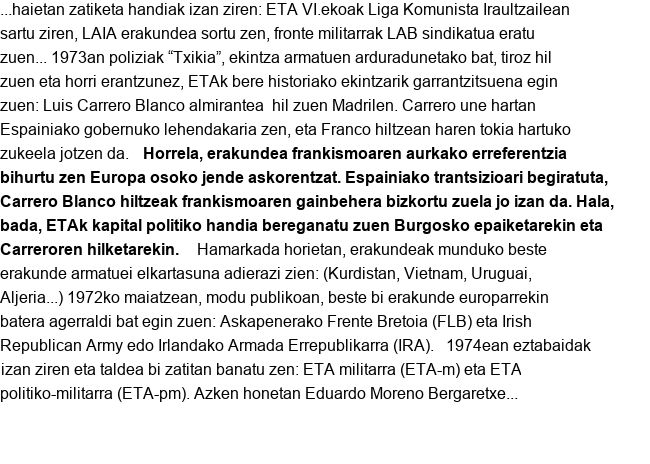 ...haietan zatiketa handiak izan ziren: ETA VI.ekoak Liga Komunista Iraultzailean
sartu ziren, LAIA erakundea sortu zen, fronte militarrak LAB sindikatua eratu
zuen... 1973an poliziak “Txikia”, ekintza armatuen arduradunetako bat, tiroz hil
zuen eta horri erantzunez, ETAk bere historiako ekintzarik garrantzitsuena egin
zuen: Luis Carrero Blanco almirantea hil zuen Madrilen. Carrero une hartan
Espainiako gobernuko lehendakaria zen, eta Franco hiltzean haren tokia hartuko
zukeela jotzen da. Horrela, erakundea frankismoaren aurkako erreferentzia
bihurtu zen Europa osoko jende askorentzat. Espainiako trantsizioari begiratuta,
Carrero Blanco hiltzeak frankismoaren gainbehera bizkortu zuela jo izan da. Hala,
bada, ETAk kapital politiko handia bereganatu zuen Burgosko epaiketarekin eta
Carreroren hilketarekin. Hamarkada horietan, erakundeak munduko beste
erakunde armatuei elkartasuna adierazi zien: (Kurdistan, Vietnam, Uruguai,
Aljeria...) 1972ko maiatzean, modu publikoan, beste bi erakunde europarrekin
batera agerraldi bat egin zuen: Askapenerako Frente Bretoia (FLB) eta Irish
Republican Army edo Irlandako Armada Errepublikarra (IRA). 1974ean eztabaidak
izan ziren eta taldea bi zatitan banatu zen: ETA militarra (ETA-m) eta ETA
politiko-militarra (ETA-pm). Azken honetan Eduardo Moreno Bergaretxe...